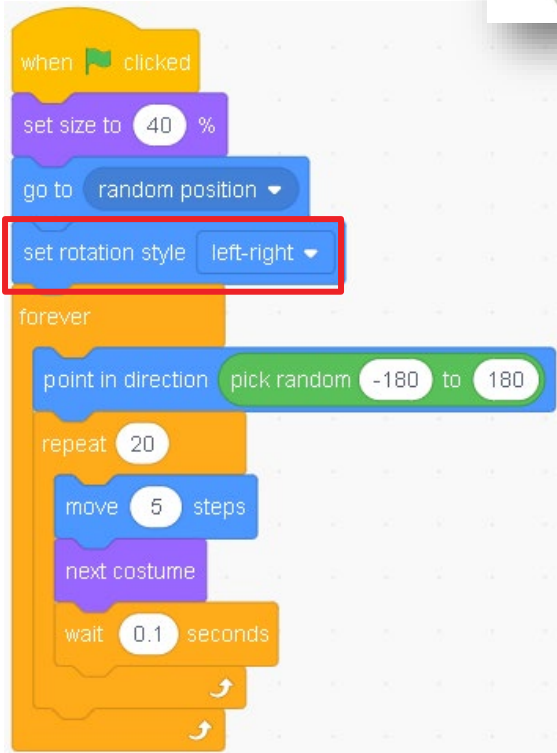 when clicked
set size to 40 %
go to random position
set rotation style left-right
forever
point in direction pick random -180 to 180
repeat 20
move 5 steps
next costume
wait 0.1 seconds